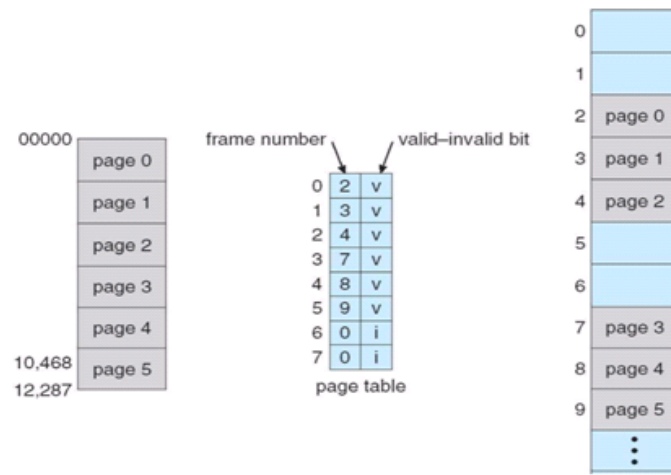 00000
page 0
page 1
page 2
page 3
page 4
10,468
page 5
12,287
frame number
valid–invalid bit
0 2 v
1 3 v
2 4 v
3 7 v
4 8 v
5 9 v
6 0 i
7 0 i
page table
0
1
2 page 0
3 page 1
4 page 2
5
6
7 page 3
8 page 4
9 page 5